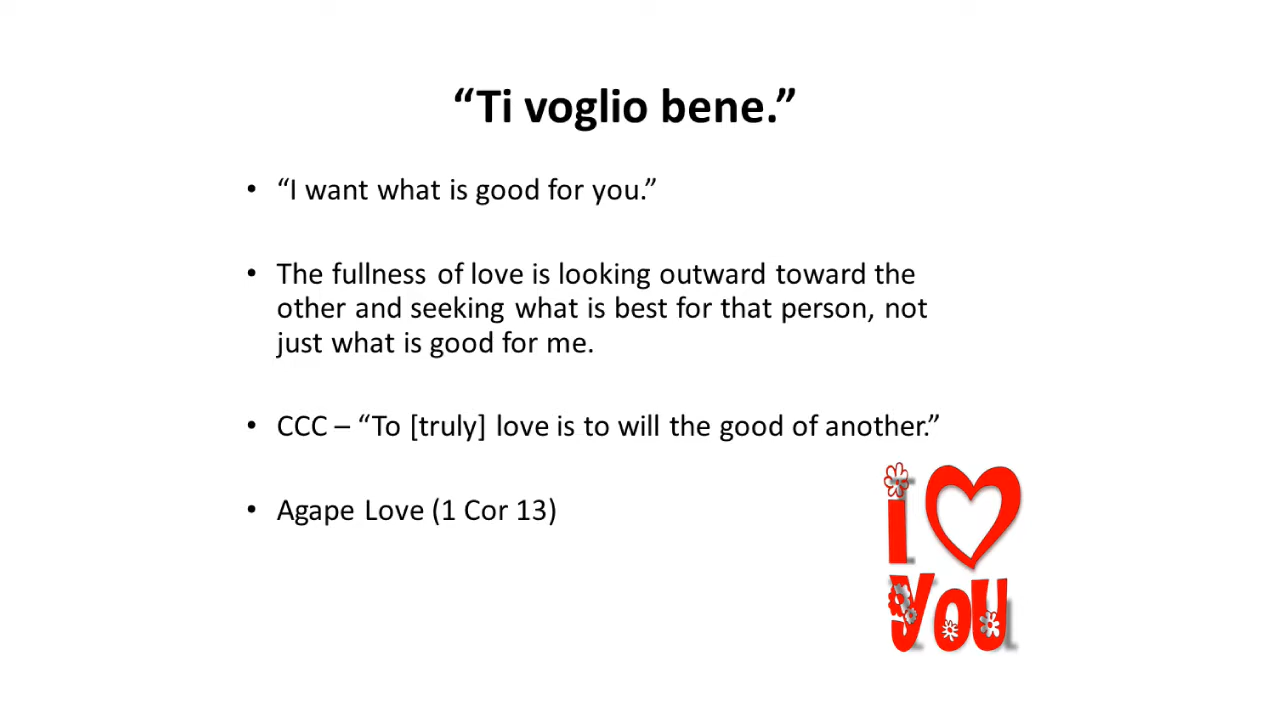 “Ti voglio bene.”
• “I want what is good for you.”
• The fullness of love is looking outward toward the
other and seeking what is best for that person, not
just what is good for me.
• CCC – “To [truly] love is to will the good of another.”
• Agape Love (1 Cor 13)
I
You